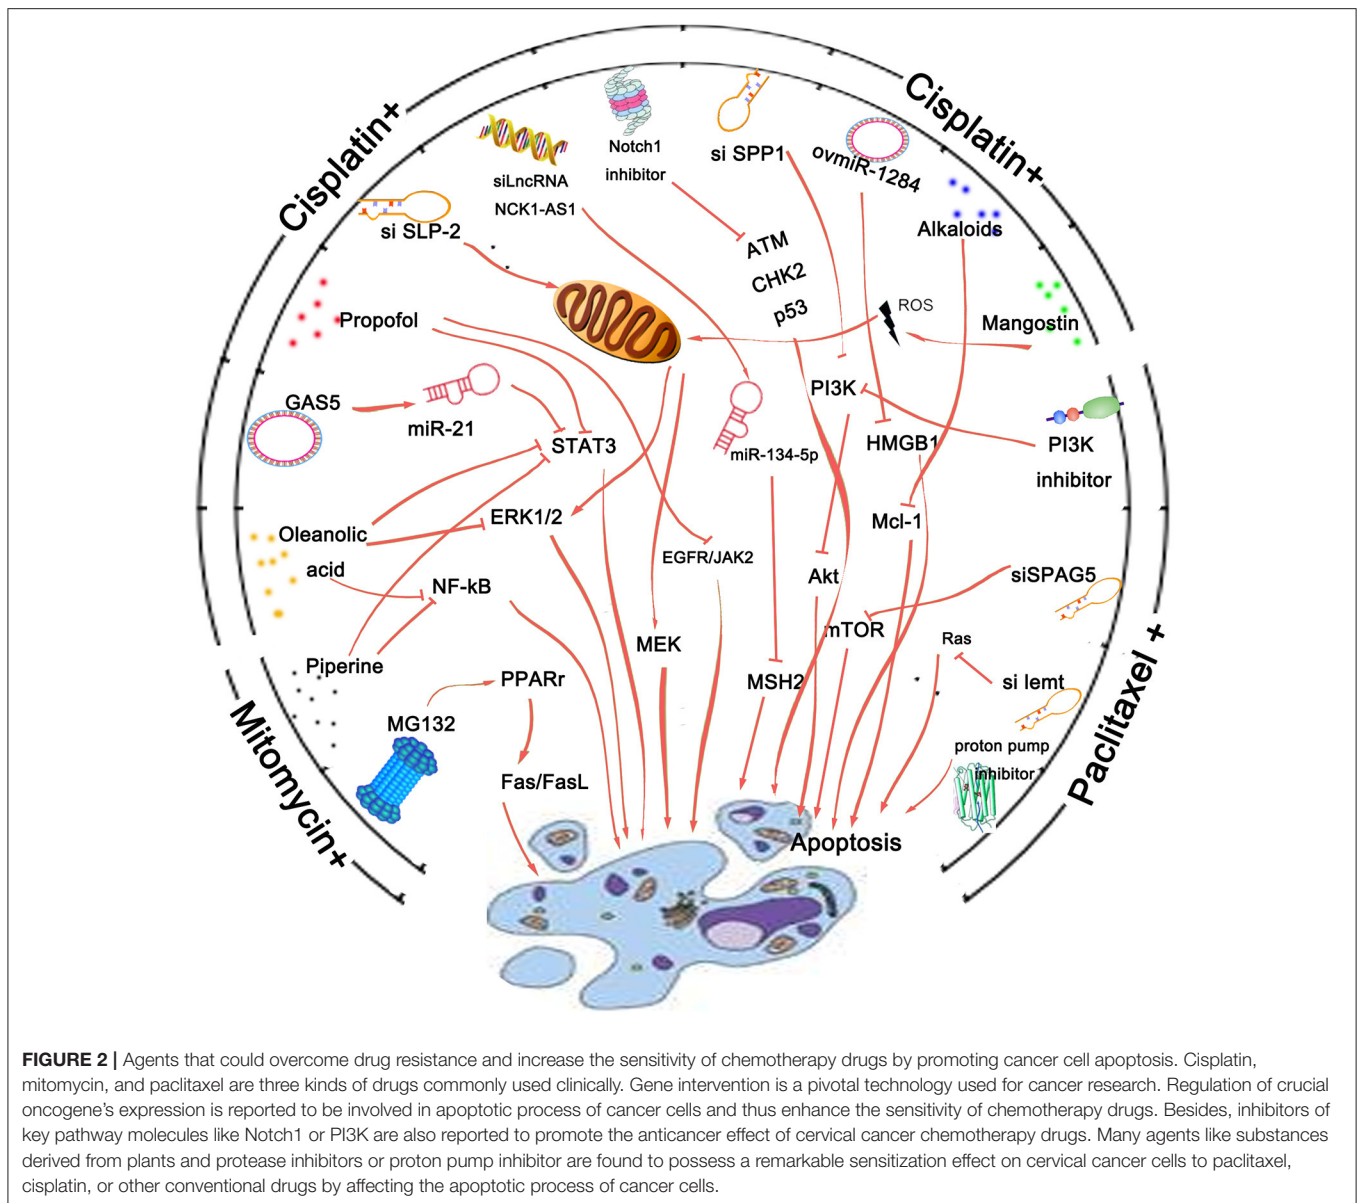 Cisplatin+
Cisplatin+
Notch1
inhibitor
si SPP1
ovmiR-1284
siLncRNA
NCK1-AS1
si SLP-2
Alkaloids
ATM
CHK2
p53
ROS
Propofol
Mangostin
GAS5
miR-21
PI3K
STAT3
miR-134-5p
HMGB1
PI3K
inhibitor
ERK1/2
Mcl-1
Oleanolic
acid
EGFR/JAK2
NF-kB
Akt
siSPAG5
mTOR
MEK
Ras
Piperine
PPARr
MSH2
si lemt
MG132
proton pump
inhibitor
Fas/FasL
Mitomycin+
Paclitaxel +
Apoptosis
FIGURE 2 | Agents that could overcome drug resistance and increase the sensitivity of chemotherapy drugs by promoting cancer cell apoptosis. Cisplatin,
mitomycin, and paclitaxel are three kinds of drugs commonly used clinically. Gene intervention is a pivotal technology used for cancer research. Regulation of crucial
oncogene's expression is reported to be involved in apoptotic process of cancer cells and thus enhance the sensitivity of chemotherapy drugs. Besides, inhibitors of
key pathway molecules like Notch1 or PI3K are also reported to promote the anticancer effect of cervical cancer chemotherapy drugs. Many agents like substances
derived from plants and protease inhibitors or proton pump inhibitor are found to possess a remarkable sensitization effect on cervical cancer cells to paclitaxel,
cisplatin, or other conventional drugs by affecting the apoptotic process of cancer cells.